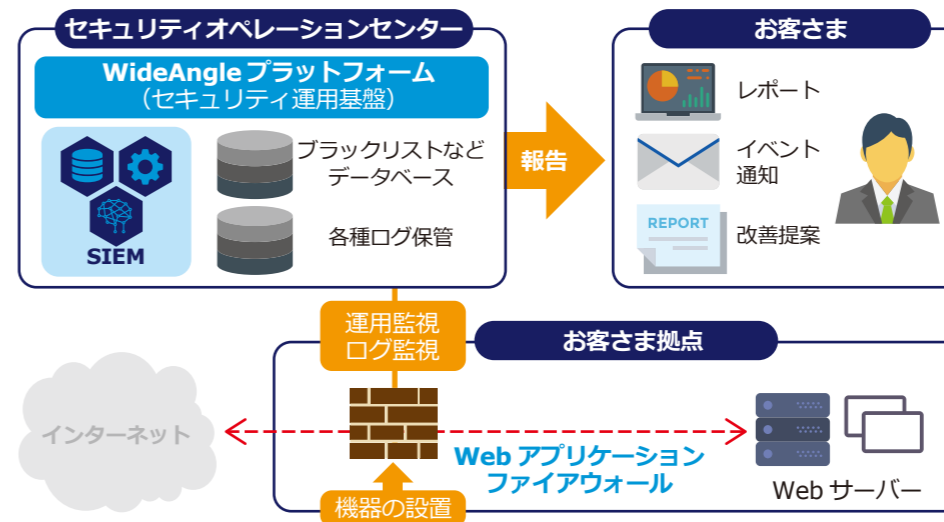 セキュリティオペレーションセンター
WideAngle プラットフォーム
（セキュリティ運用基盤）
SIEM
ブラックリストなど
データベース
各種ログ保管
報告
お客さま
レポート
イベント
通知
REPORT
改善提案
運用監視
ログ監視
お客さま拠点
インターネット
Web アプリケーション
ファイアウォール
Web サーバー
機器の設置